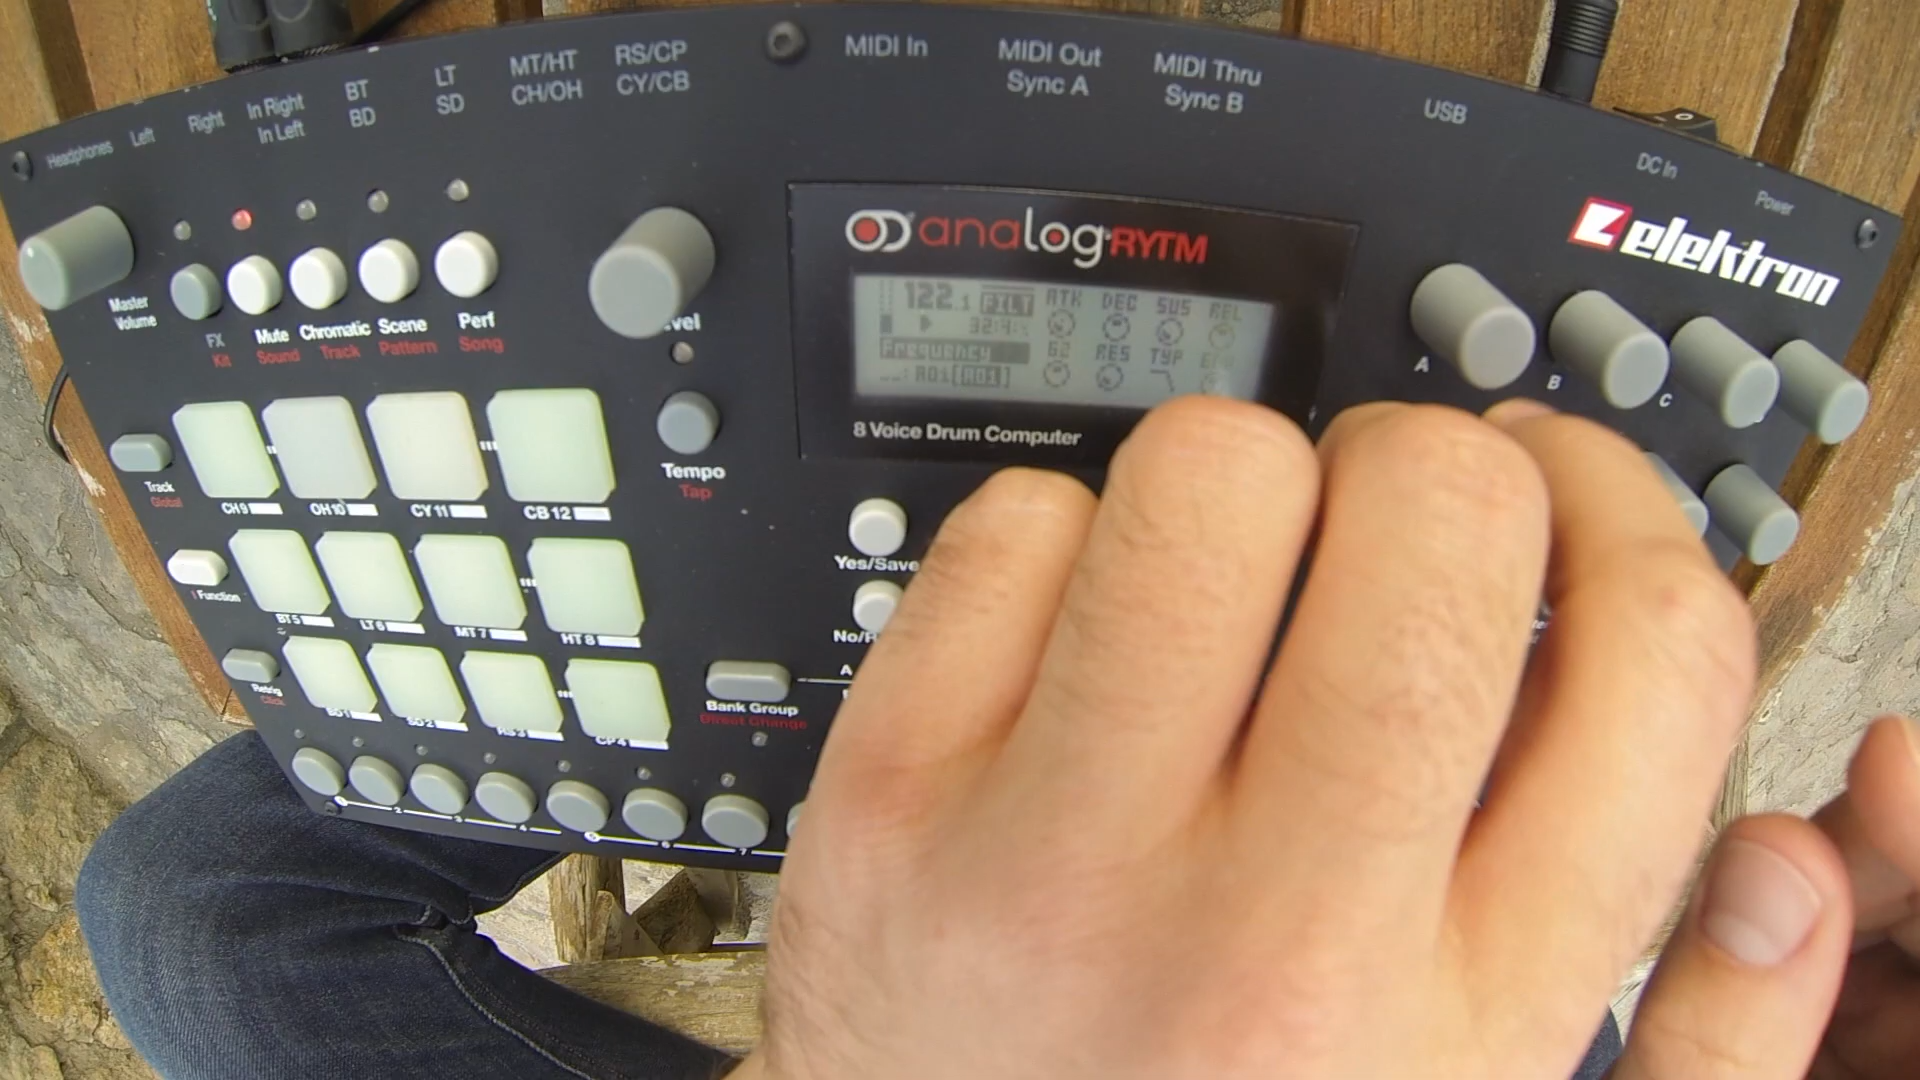 Headphones
Left
Right
In Right
In Left
BT
BD
LT
SD
MT/HT
CH/OH
RS/CP
CY/CB
MIDI In
MIDI Out
Sync A
MIDI Thru
Sync B
USB
DC In
Power
elektron
analog RYTM
122.1 FILT ATK DEC SUS REL
Frequency
RES TYP
A01[A01]
8 Voice Drum Computer
A
B
C
Master
Volume
FX
Kit
Mute
Sound
Chromatic
Track
Scene
Pattern
Perf
Song
Tempo
Tap
Track
Global
CH 9
OH 10
CY 11
CB 12
Function
BT 5
LT 6
MT 7
HT 8
Retrig
Click
BD 1
SD 2
RS 3
CP 4
Yes/Save
A
Bank Group
Direct Change
2
3
4
5
6
7